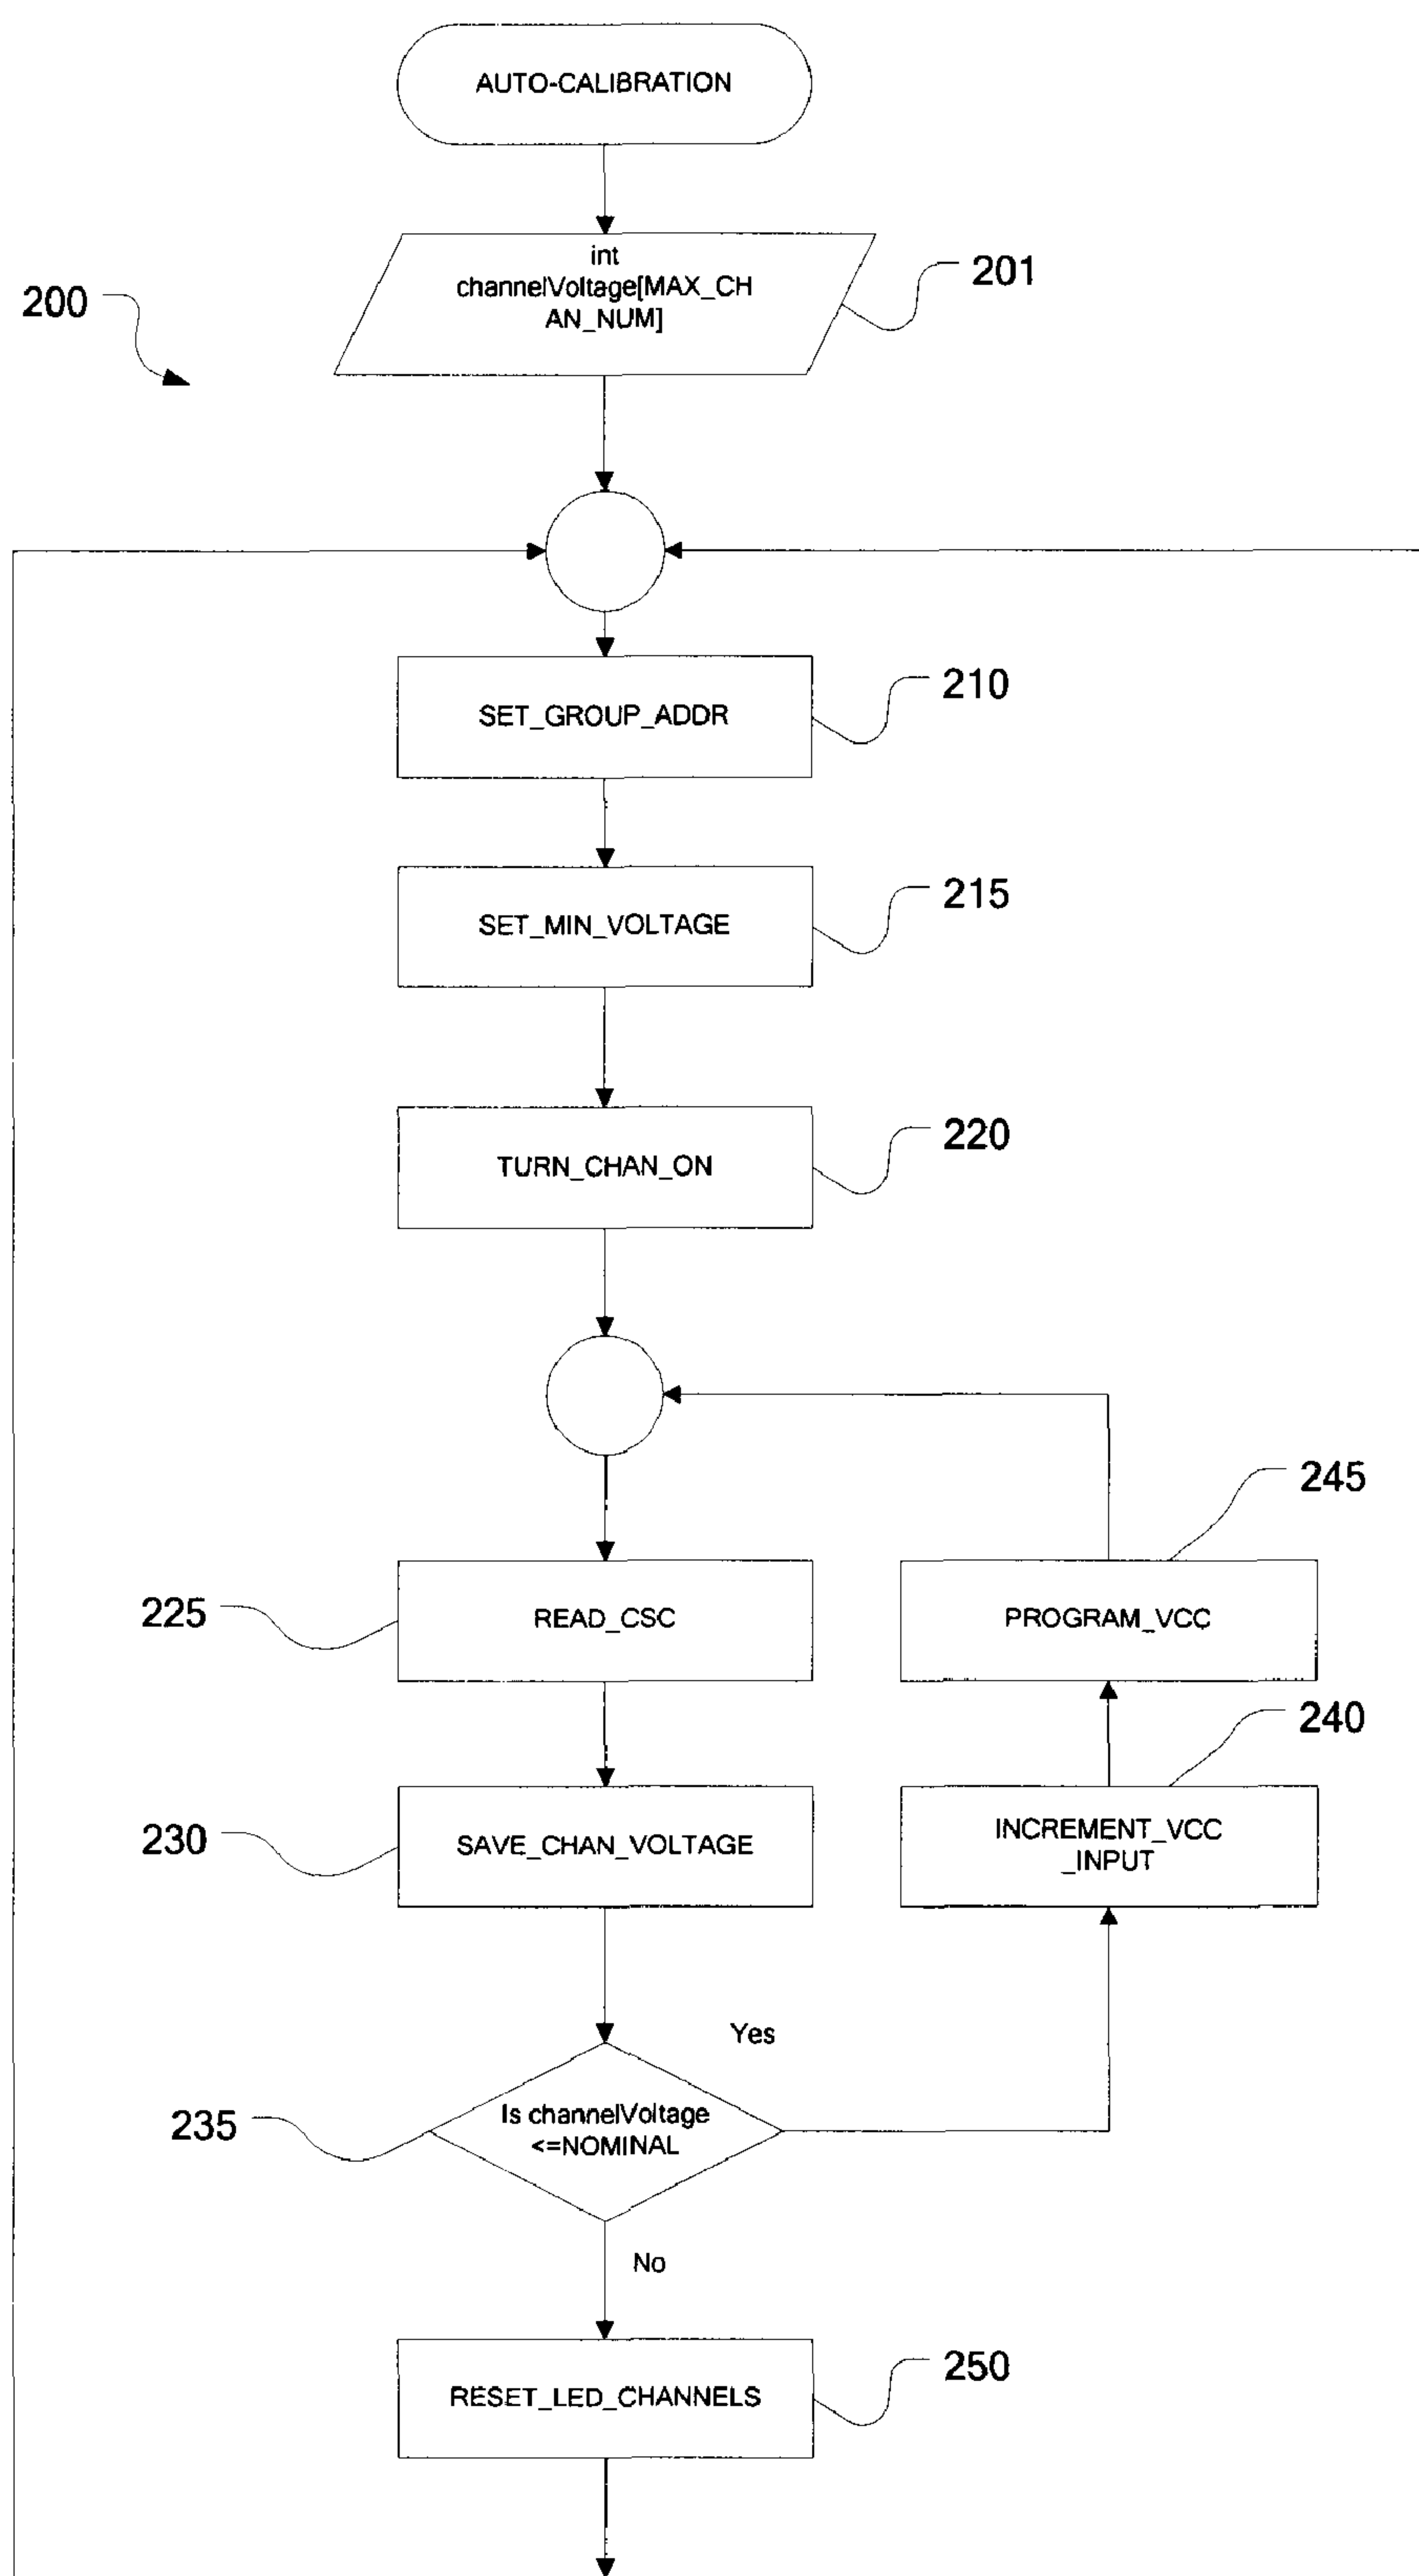 AUTO-CALIBRATION
int
channelVoltage[MAX_CH
AN_NUM]
201
200
SET_GROUP_ADDR
210
SET_MIN_VOLTAGE
215
TURN_CHAN_ON
220
245
225
READ_CSC
PROGRAM_VCC
240
230
SAVE_CHAN_VOLTAGE
INCREMENT_VCC
_INPUT
Yes
235
Is channelVoltage
<=NOMINAL
No
RESET_LED_CHANNELS
250